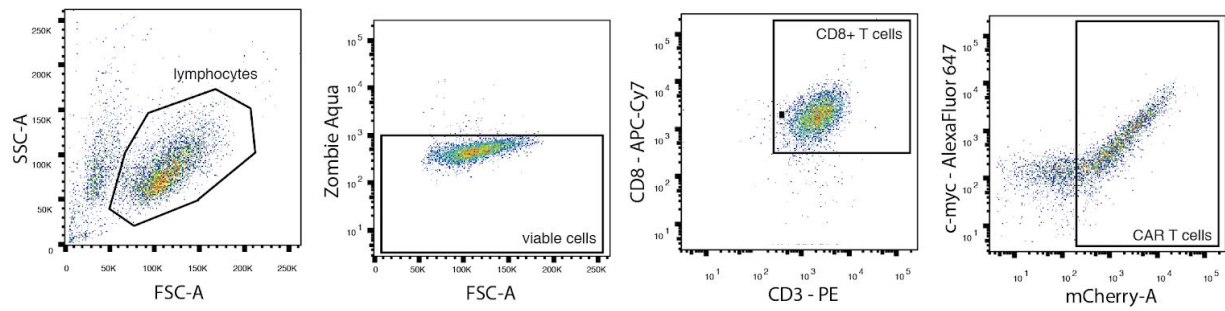 SSC-A
250K
200K
150K
100K
50K
0
lymphocytes
0 50K 100K 150K 200K 250K
FSC-A
Zombie Aqua
10^5
10^4
10^3
10^2
10^1
viable cells
0 50K 100K 150K 200K 250K
FSC-A
CD8 - APC-Cy7
10^5
10^4
10^3
10^2
10^1
CD8+ T cells
10^1 10^2 10^3 10^4 10^5
CD3 - PE
c-myc - AlexaFluor 647
10^5
10^4
10^3
10^2
10^1
CAR T cells
10^1 10^2 10^3 10^4 10^5
mCherry-A